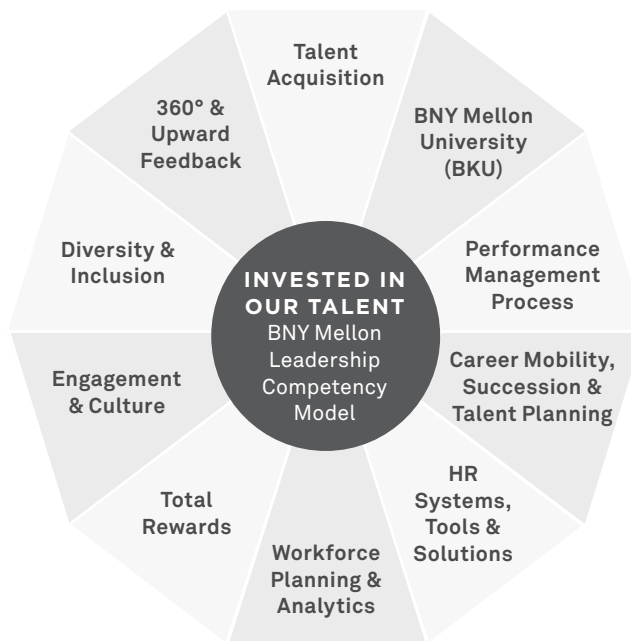 Talent
Acquisition
BNY Mellon
University
(BKU)
Performance
Management
Process
Career Mobility,
Succession &
Talent Planning
HR
Systems,
Tools &
Solutions
Workforce
Planning &
Analytics
Total
Rewards
Engagement
& Culture
Diversity &
Inclusion
360° &
Upward
Feedback
INVESTED IN
OUR TALENT
BNY Mellon
Leadership
Competency
Model